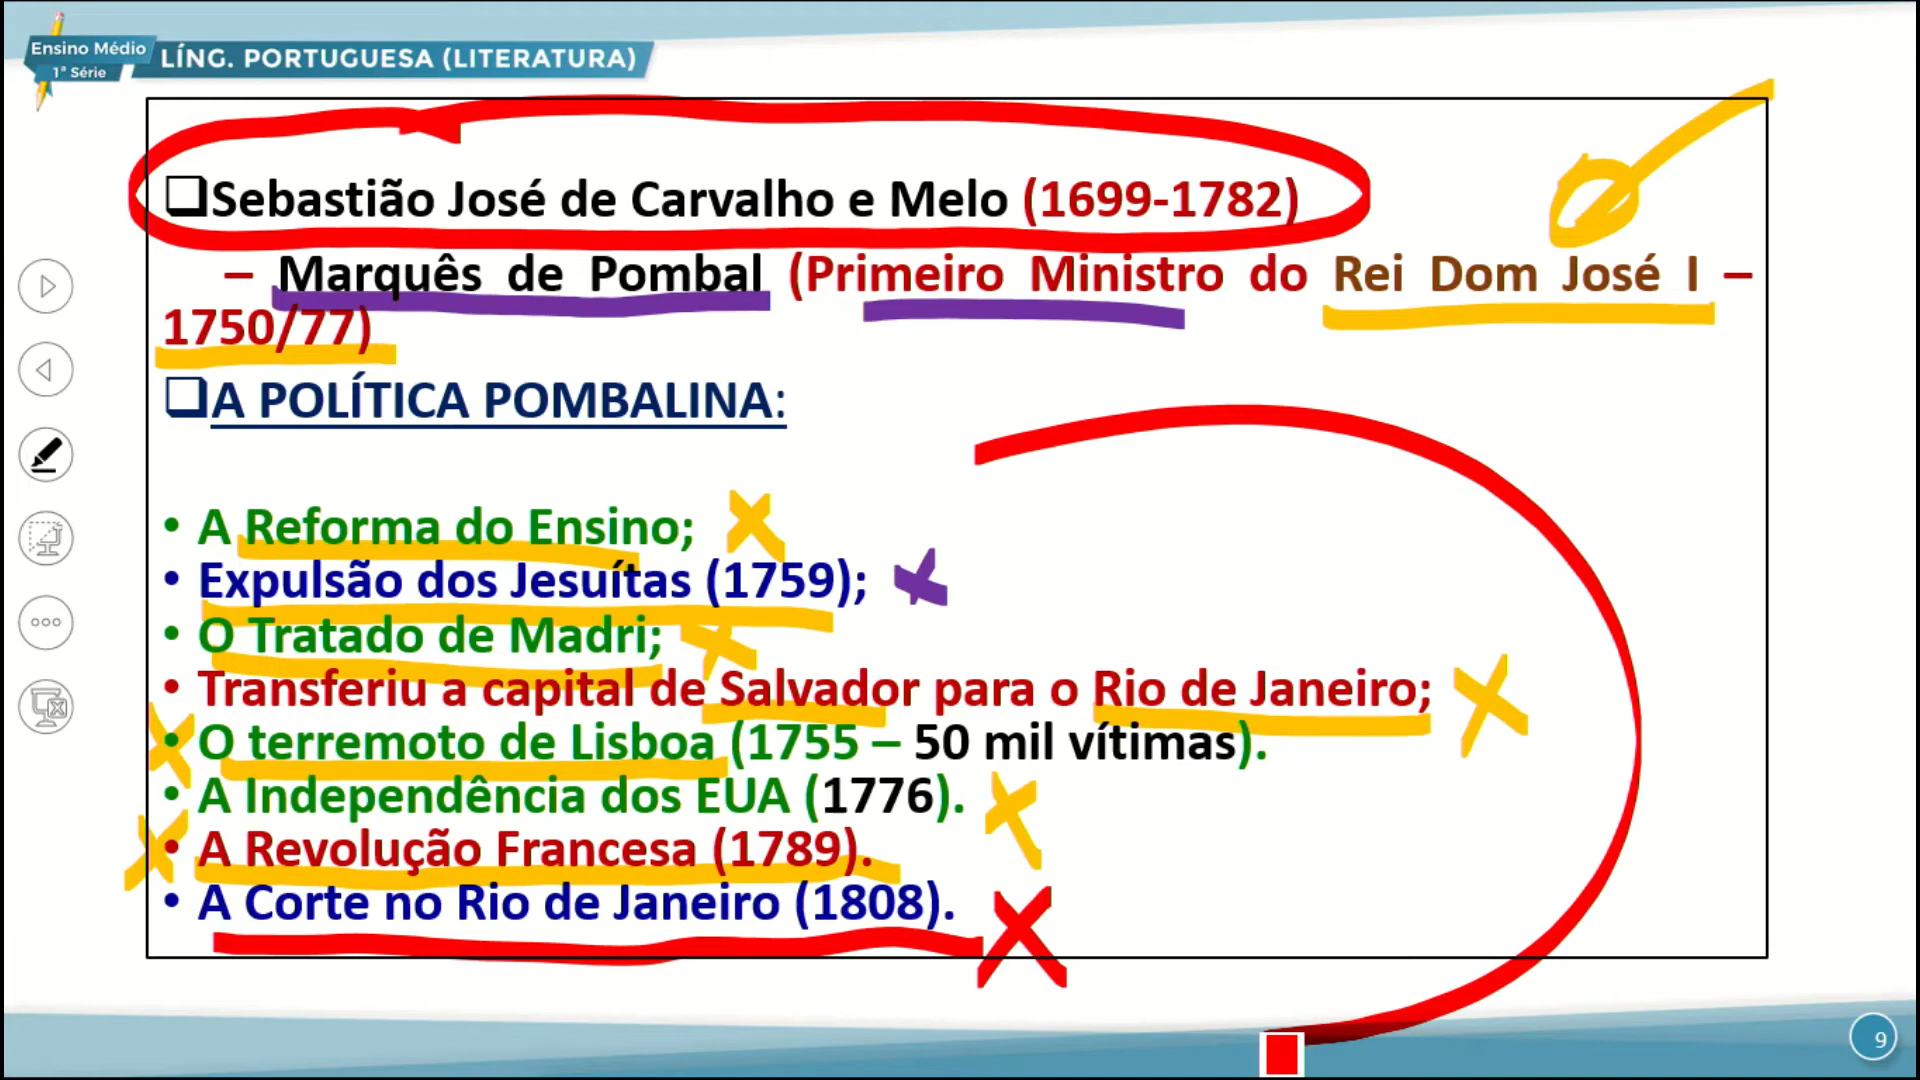 Ensino Médio
1ª Série
LÍNG. PORTUGUESA (LITERATURA)
❑Sebastião José de Carvalho e Melo (1699-1782)
– Marquês de Pombal (Primeiro Ministro do Rei Dom José I –
1750/77)
❑A POLÍTICA POMBALINA:
• A Reforma do Ensino;
• Expulsão dos Jesuítas (1759);
• O Tratado de Madri;
• Transferiu a capital de Salvador para o Rio de Janeiro;
• O terremoto de Lisboa (1755 – 50 mil vítimas).
• A Independência dos EUA (1776).
• A Revolução Francesa (1789).
• A Corte no Rio de Janeiro (1808).
9